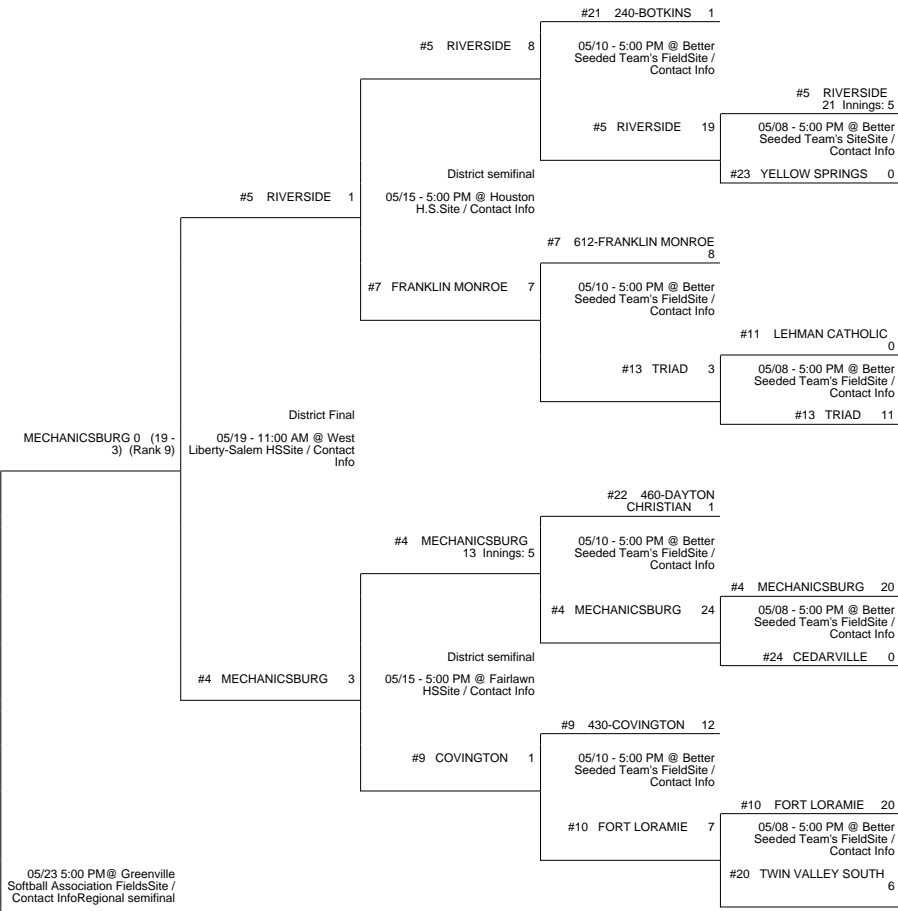 #21 240-BOTKINS 1
#5 RIVERSIDE 8
05/10 - 5:00 PM @ Better
Seeded Team's FieldSite /
Contact Info
#5 RIVERSIDE
21 Innings: 5
#5 RIVERSIDE 19
05/08 - 5:00 PM @ Better
Seeded Team's SiteSite /
Contact Info
#23 YELLOW SPRINGS 0
District semifinal
05/15 - 5:00 PM @ Houston
H.S.Site / Contact Info
#5 RIVERSIDE 1
#7 612-FRANKLIN MONROE
8
#7 FRANKLIN MONROE 7
05/10 - 5:00 PM @ Better
Seeded Team's FieldSite /
Contact Info
#11 LEHMAN CATHOLIC
0
#13 TRIAD 3
05/08 - 5:00 PM @ Better
Seeded Team's FieldSite /
Contact Info
#13 TRIAD 11
District Final
05/19 - 11:00 AM @ West
Liberty-Salem HSSite / Contact
Info
MECHANICSBURG 0 (19 -
3) (Rank 9)
#22 460-DAYTON
CHRISTIAN 1
#4 MECHANICSBURG
13 Innings: 5
05/10 - 5:00 PM @ Better
Seeded Team's FieldSite /
Contact Info
#4 MECHANICSBURG 20
#4 MECHANICSBURG 24
05/08 - 5:00 PM @ Better
Seeded Team's FieldSite /
Contact Info
#24 CEDARVILLE 0
District semifinal
05/15 - 5:00 PM @ Fairlawn
HSSite / Contact Info
#4 MECHANICSBURG 3
#9 430-COVINGTON 12
#9 COVINGTON 1
05/10 - 5:00 PM @ Better
Seeded Team's FieldSite /
Contact Info
#10 FORT LORAMIE 20
#10 FORT LORAMIE 7
05/08 - 5:00 PM @ Better
Seeded Team's FieldSite /
Contact Info
#20 TWIN VALLEY SOUTH
6
05/23 5:00 PM@ Greenville
Softball Association FieldsSite /
Contact InfoRegional semifinal